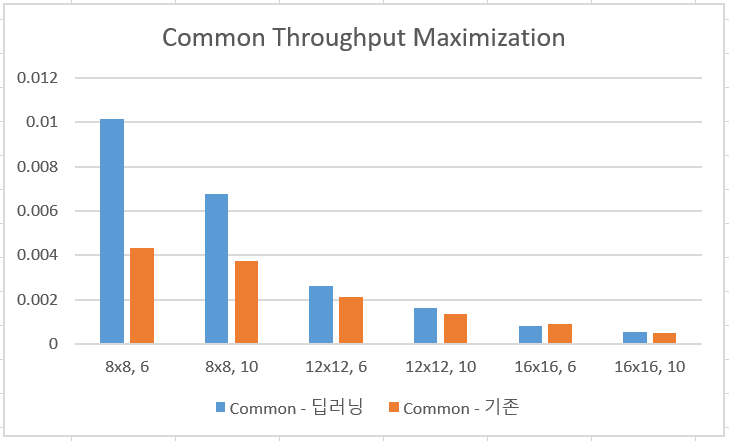 Common Throughput Maximization
0.012
0.01
0.008
0.006
0.004
0.002
0
8x8, 6 8x8, 10 12x12, 6 12x12, 10 16x16, 6 16x16, 10
Common - 딥러닝 Common - 기존